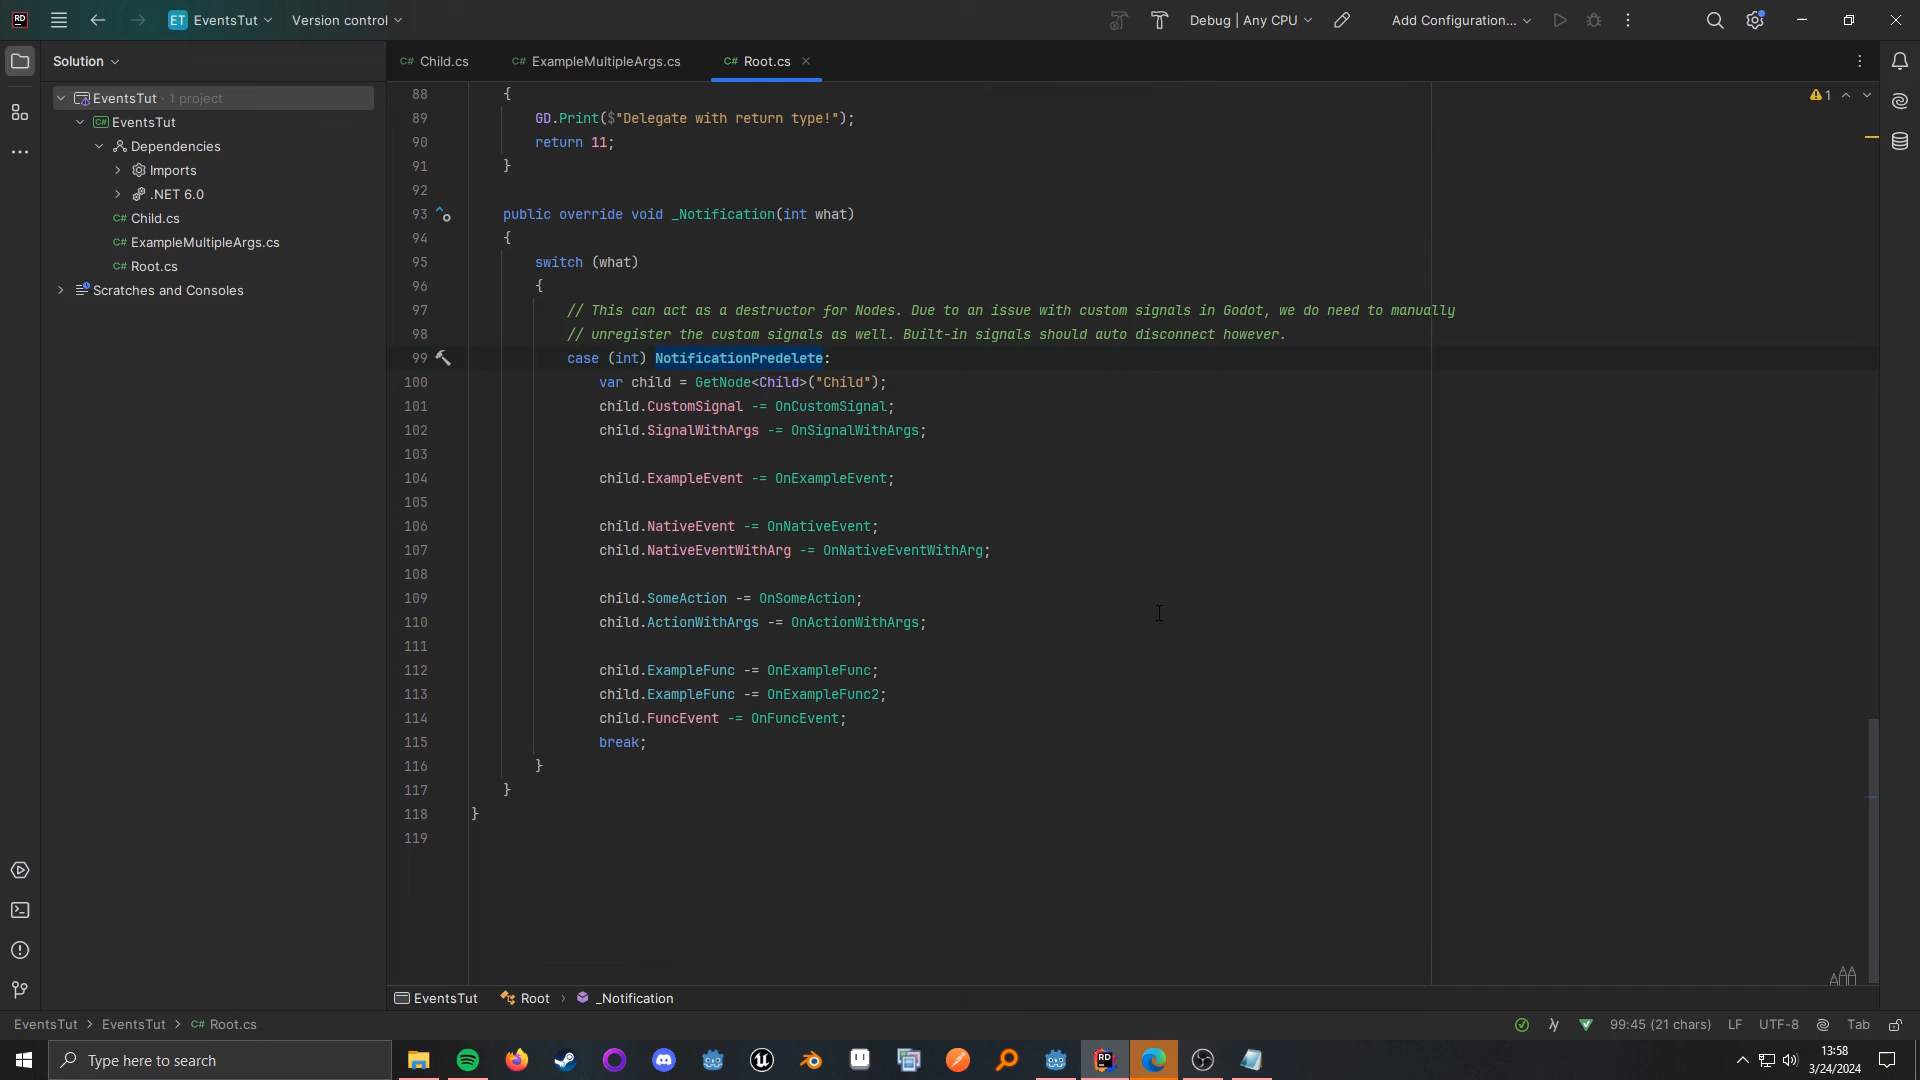 EventsTut
Version control
Debug | Any CPU
Add Configuration...
Solution
Child.cs
ExampleMultipleArgs.cs
Root.cs
EventsTut · 1 project
EventsTut
Dependencies
Imports
.NET 6.0
Child.cs
ExampleMultipleArgs.cs
Root.cs
Scratches and Consoles
1
88 {
89 GD.Print($"Delegate with return type!");
90 return 11;
91 }
92
93 public override void _Notification(int what)
94 {
95 switch (what)
96 {
97 // This can act as a destructor for Nodes. Due to an issue with custom signals in Godot, we do need to manually
98 // unregister the custom signals as well. Built-in signals should auto disconnect however.
99 case (int) NotificationPredelete:
100 var child = GetNode<Child>("Child");
101 child.CustomSignal -= OnCustomSignal;
102 child.SignalWithArgs -= OnSignalWithArgs;
103
104 child.ExampleEvent -= OnExampleEvent;
105
106 child.NativeEvent -= OnNativeEvent;
107 child.NativeEventWithArg -= OnNativeEventWithArg;
108
109 child.SomeAction -= OnSomeAction;
110 child.ActionWithArgs -= OnActionWithArgs;
111
112 child.ExampleFunc -= OnExampleFunc;
113 child.ExampleFunc -= OnExampleFunc2;
114 child.FuncEvent -= OnFuncEvent;
115 break;
116 }
117 }
118 }
119
EventsTut Root › _Notification
EventsTut › EventsTut › C# Root.cs
99:45 (21 chars) LF UTF-8 Tab
Type here to search
13:58
3/24/2024